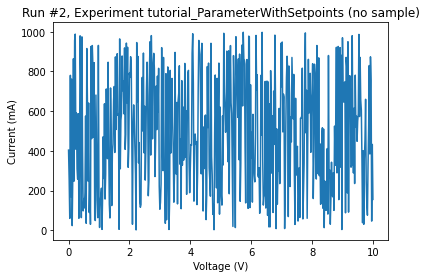 Run #2, Experiment tutorial_ParameterWithSetpoints (no sample)
1000
800
600
400
200
0
Current (mA)
0 2 4 6 8 10
Voltage (V)